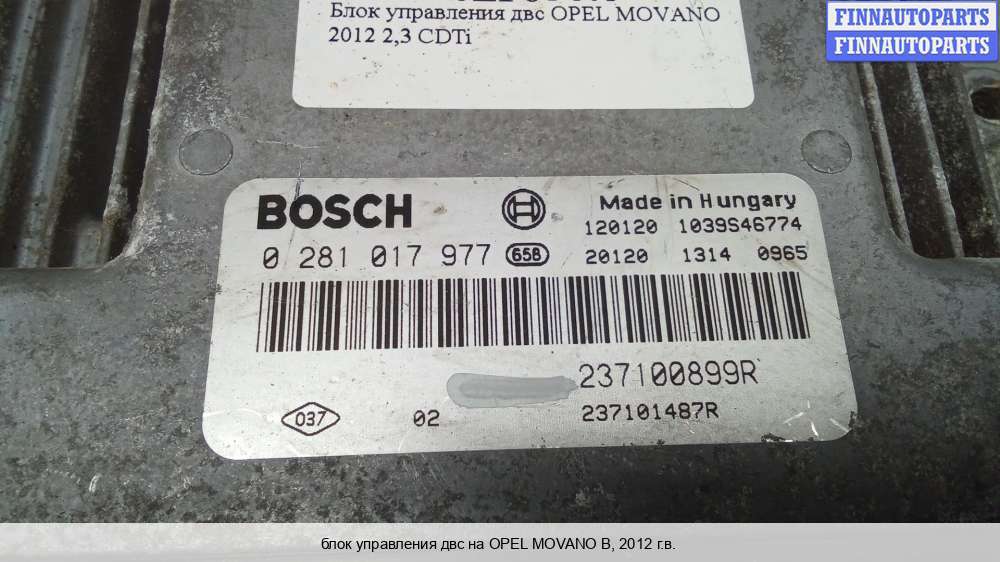 Блок управления двс OPEL MOVANO
2012 2,3 CDTi
FINNAUTOPARTS
FINNAUTOPARTS
BOSCH
Made in Hungary
120120 1039S46774
0 281 017 977 658 20120 1314 0965
237100899R
037 02 237101487R
блок управления двс на OPEL MOVANO B, 2012 г.в.